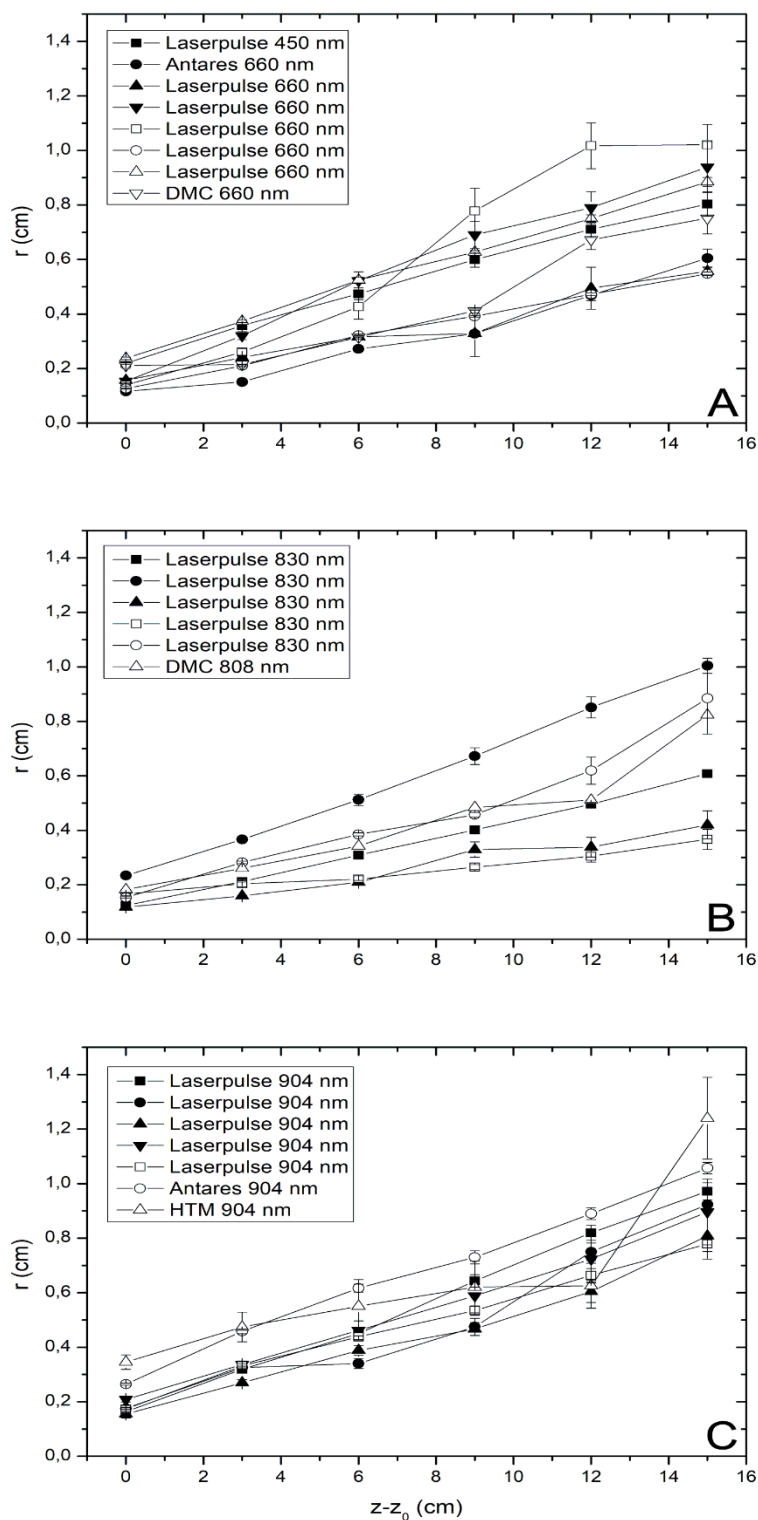 1,4
1,2
1,0
0,8
0,6
0,4
0,2
0,0
r (cm)
Laserpulse 450 nm
Antares 660 nm
Laserpulse 660 nm
Laserpulse 660 nm
Laserpulse 660 nm
Laserpulse 660 nm
Laserpulse 660 nm
DMC 660 nm
A
0 2 4 6 8 10 12 14 16
1,4
1,2
1,0
0,8
0,6
0,4
0,2
0,0
r (cm)
Laserpulse 830 nm
Laserpulse 830 nm
Laserpulse 830 nm
Laserpulse 830 nm
Laserpulse 830 nm
DMC 808 nm
B
0 2 4 6 8 10 12 14 16
1,4
1,2
1,0
0,8
0,6
0,4
0,2
0,0
r (cm)
Laserpulse 904 nm
Laserpulse 904 nm
Laserpulse 904 nm
Laserpulse 904 nm
Laserpulse 904 nm
Antares 904 nm
HTM 904 nm
C
0 2 4 6 8 10 12 14 16
z-z₀ (cm)